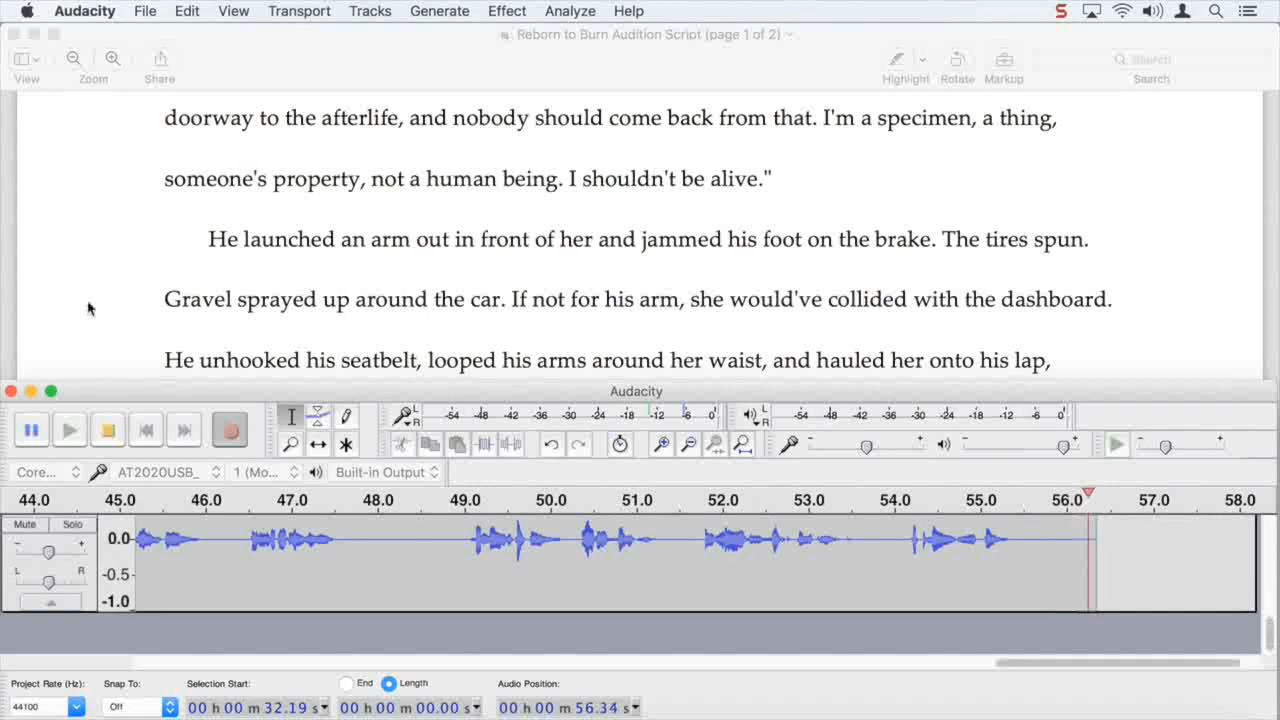 Audacity File Edit View Transport Tracks Generate Effect Analyze Help
Reborn to Burn Audition Script (page 1 of 2)
View Zoom Share Highlight Rotate Markup Search
Search
doorway to the afterlife, and nobody should come back from that. I'm a specimen, a thing,
someone's property, not a human being. I shouldn't be alive."
He launched an arm out in front of her and jammed his foot on the brake. The tires spun.
Gravel sprayed up around the car. If not for his arm, she would've collided with the dashboard.
He unhooked his seatbelt, looped his arms around her waist, and hauled her onto his lap,
Audacity
L R -54 -48 -42 -36 -30 -24 -18 -12 -6 0 L R -54 -48 -42 -36 -30 -24 -18 -12 -6 0
Core... AT2020USB_ 1 (Mo... Built-in Output
44.0 45.0 46.0 47.0 48.0 49.0 50.0 51.0 52.0 53.0 54.0 55.0 56.0 57.0 58.0
Mute Solo
- + 0.0
L R -0.5
-1.0
Project Rate (Hz): Snap To: Selection Start: End Length Audio Position:
44100 Off 00 h 00 m 32.19 s 00 h 00 m 00.00 s 00 h 00 m 56.34 s